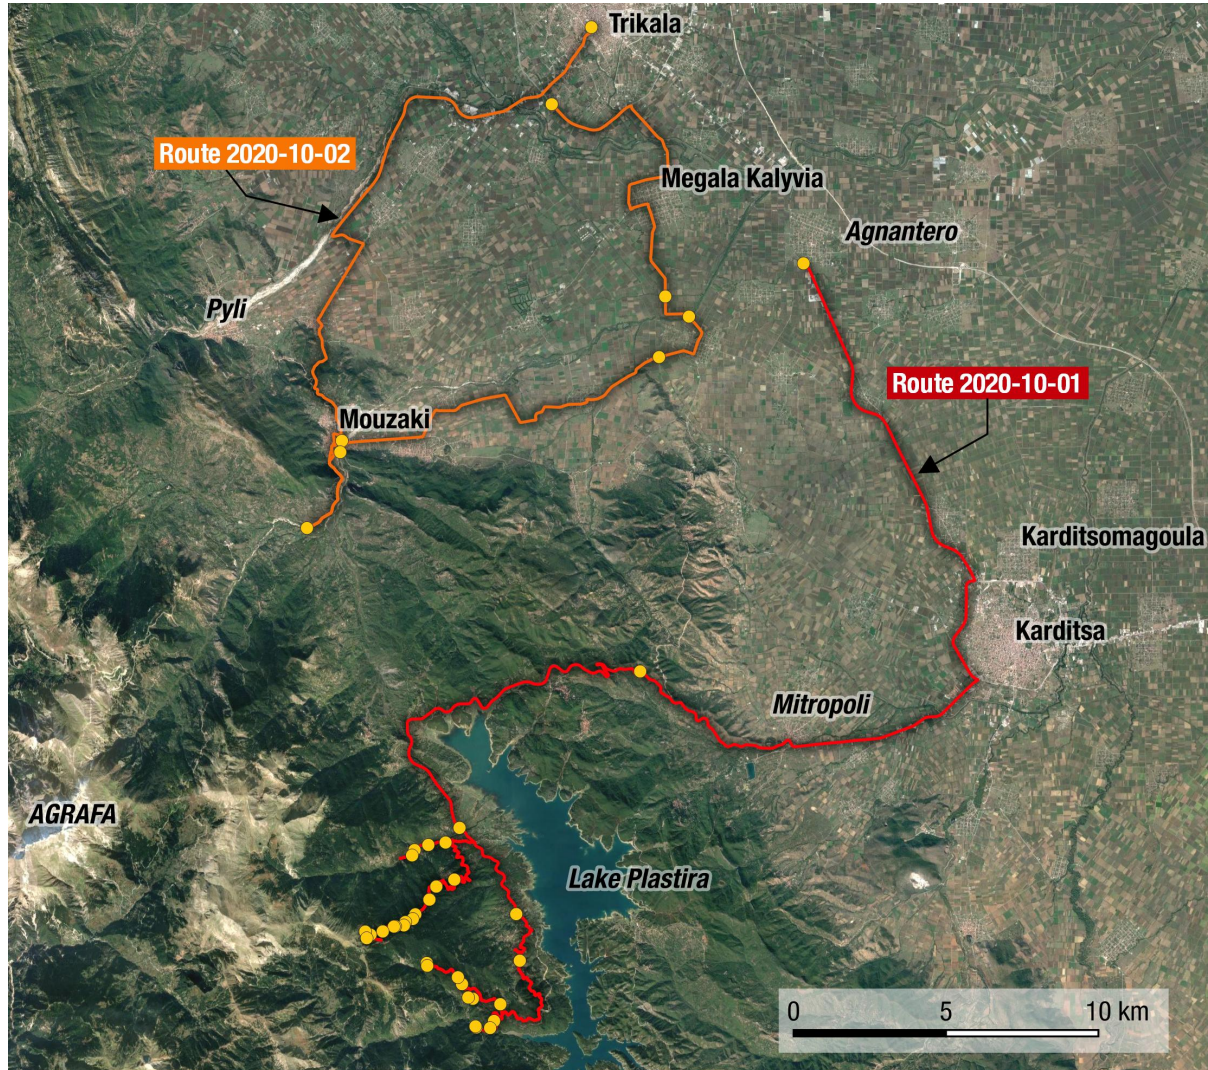 Trikala
Route 2020-10-02
Megala Kalyvia
Agnantero
Pyli
Route 2020-10-01
Mouzaki
Karditsomagoula
Karditsa
Mitropoli
AGRAFA
Lake Plastira
0 5 10 km